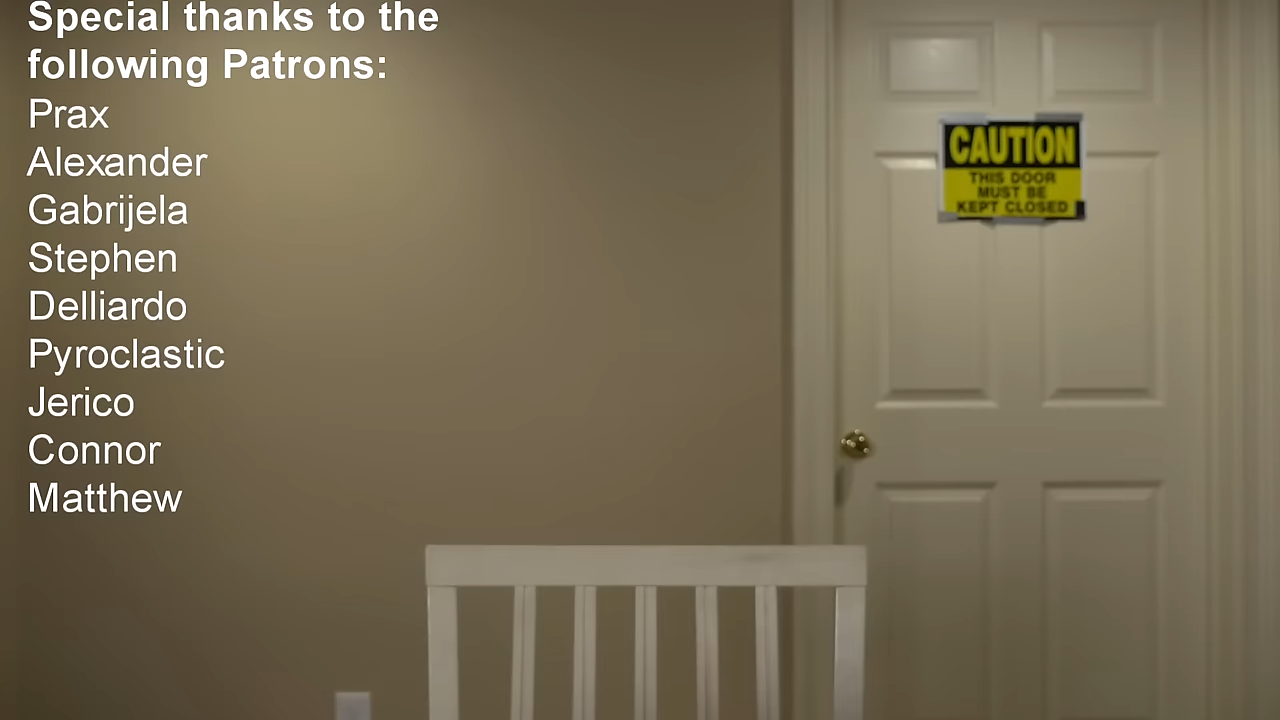 Special thanks to the
following Patrons:
Prax
Alexander
Gabrijela
Stephen
Delliardo
Pyroclastic
Jerico
Connor
Matthew
CAUTION
THIS DOOR
MUST BE
KEPT CLOSED